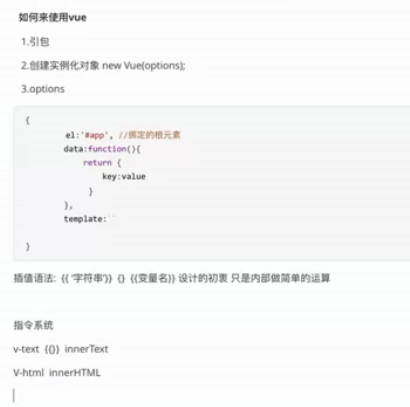 如何来使用vue
1.引包
2.创建实例化对象 new Vue(options);
3.options
{
el:'#app', //绑定的根元素
data:function(){
return {
key:value
}
},
template:``
}
插值语法: {{ '字符串'}} {} {{变量名}} 设计的初衷 只是内部做简单的运算
指令系统
v-text {{}} innerText
V-html innerHTML